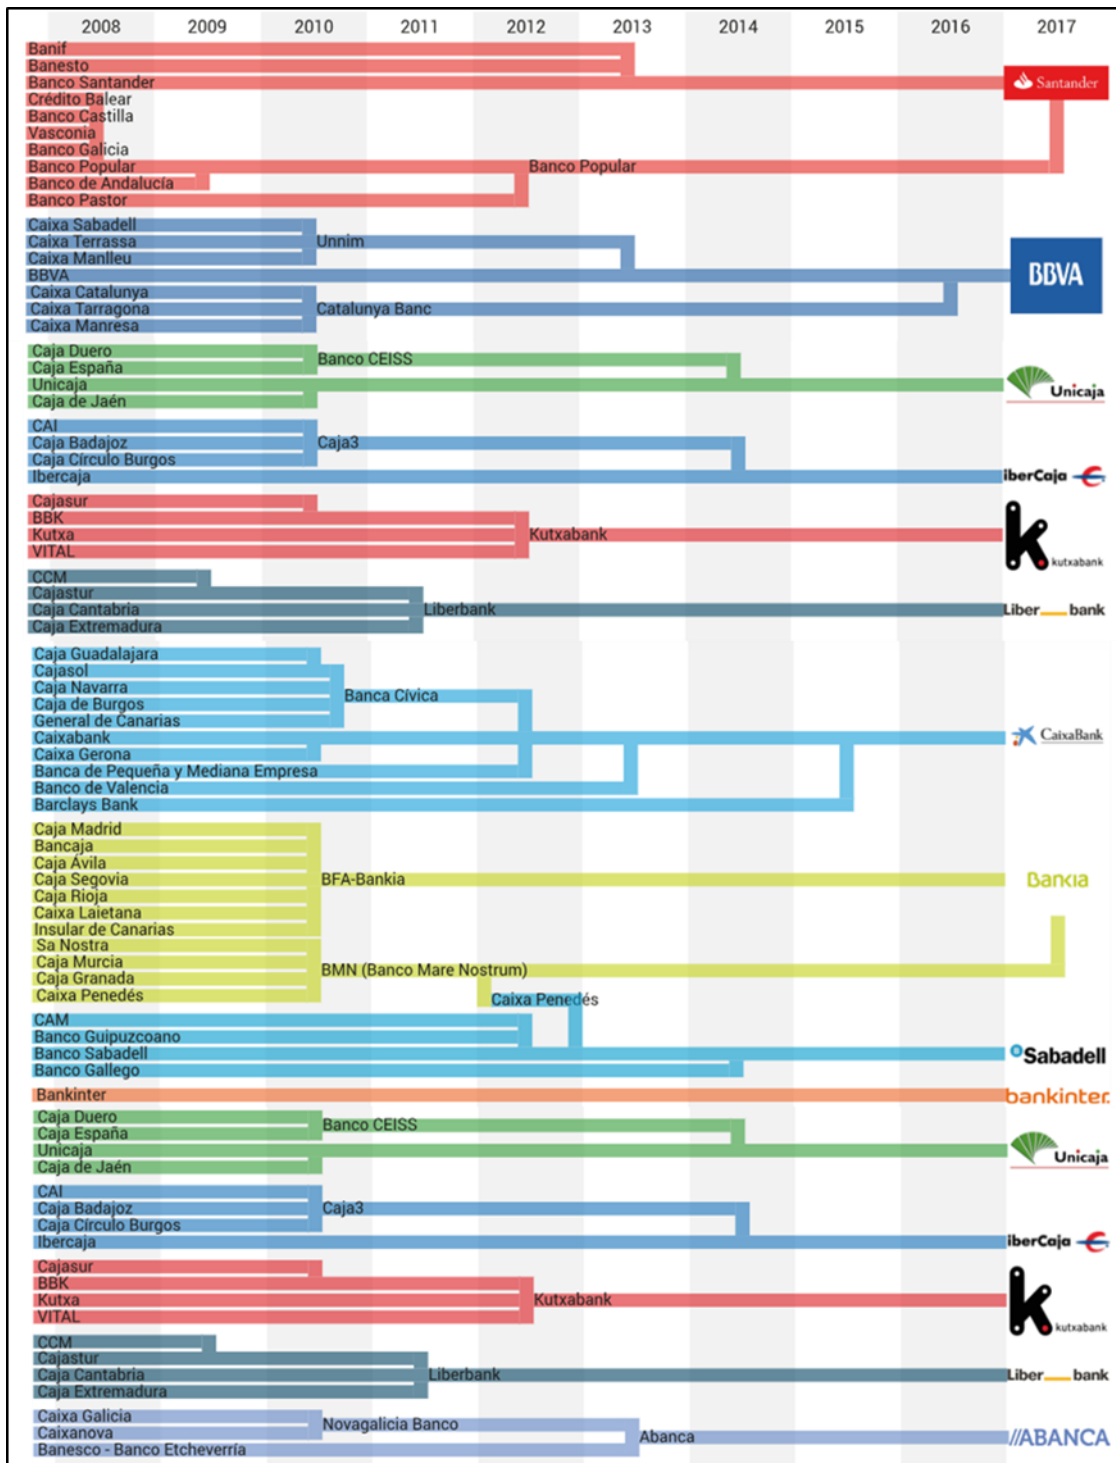 2008 2009 2010 2011 2012 2013 2014 2015 2016 2017
Banif
Banesto
Banco Santander
Santander
Crédito Balear
Banco Castilla
Vasconia
Banco Galicia
Banco Popular Banco Popular
Banco de Andalucía
Banco Pastor
Caixa Sabadell
Caixa Terrassa Unnim
Caixa Manlleu
BBVA BBVA
Caixa Catalunya
Caixa Tarragona Catalunya Banc
Caixa Manresa
Caja Duero
Banco CEISS
Caja España
Unicaja Unicaja
Caja de Jaén
CAI
Caja Badajoz Caja3
Caja Círculo Burgos
Ibercaja iberCaja
Cajasur
BBK
Kutxa Kutxabank
VITAL
k kutxabank
CCM
Cajastur
Caja Cantabria Liberbank Liber bank
Caja Extremadura
Caja Guadalajara
Cajasol
Caja Navarra
Banca Cívica
Caja de Burgos
General de Canarias
Caixabank CaixaBank
Caixa Gerona
Banca de Pequeña y Mediana Empresa
Banco de Valencia
Barclays Bank
Caja Madrid
Bancaja
Caja Ávila
Caja Segovia BFA-Bankia Bankia
Caja Rioja
Caixa Laietana
Insular de Canarias
Sa Nostra
Caja Murcia
BMN (Banco Mare Nostrum)
Caja Granada
Caixa Penedés
Caixa Penedés
CAM
Banco Guipuzcoano
Banco Sabadell Sabadell
Banco Gallego
Bankinter bankinter.
Caja Duero
Banco CEISS
Caja España
Unicaja Unicaja
Caja de Jaén
CAI
Caja Badajoz Caja3
Caja Círculo Burgos
Ibercaja iberCaja
Cajasur
BBK
Kutxa Kutxabank
VITAL
k kutxabank
CCM
Cajastur
Caja Cantabria Liberbank Liber bank
Caja Extremadura
Caixa Galicia
Novagalicia Banco
Caixanova
Abanca //ABANCA
Banesco - Banco Etcheverría